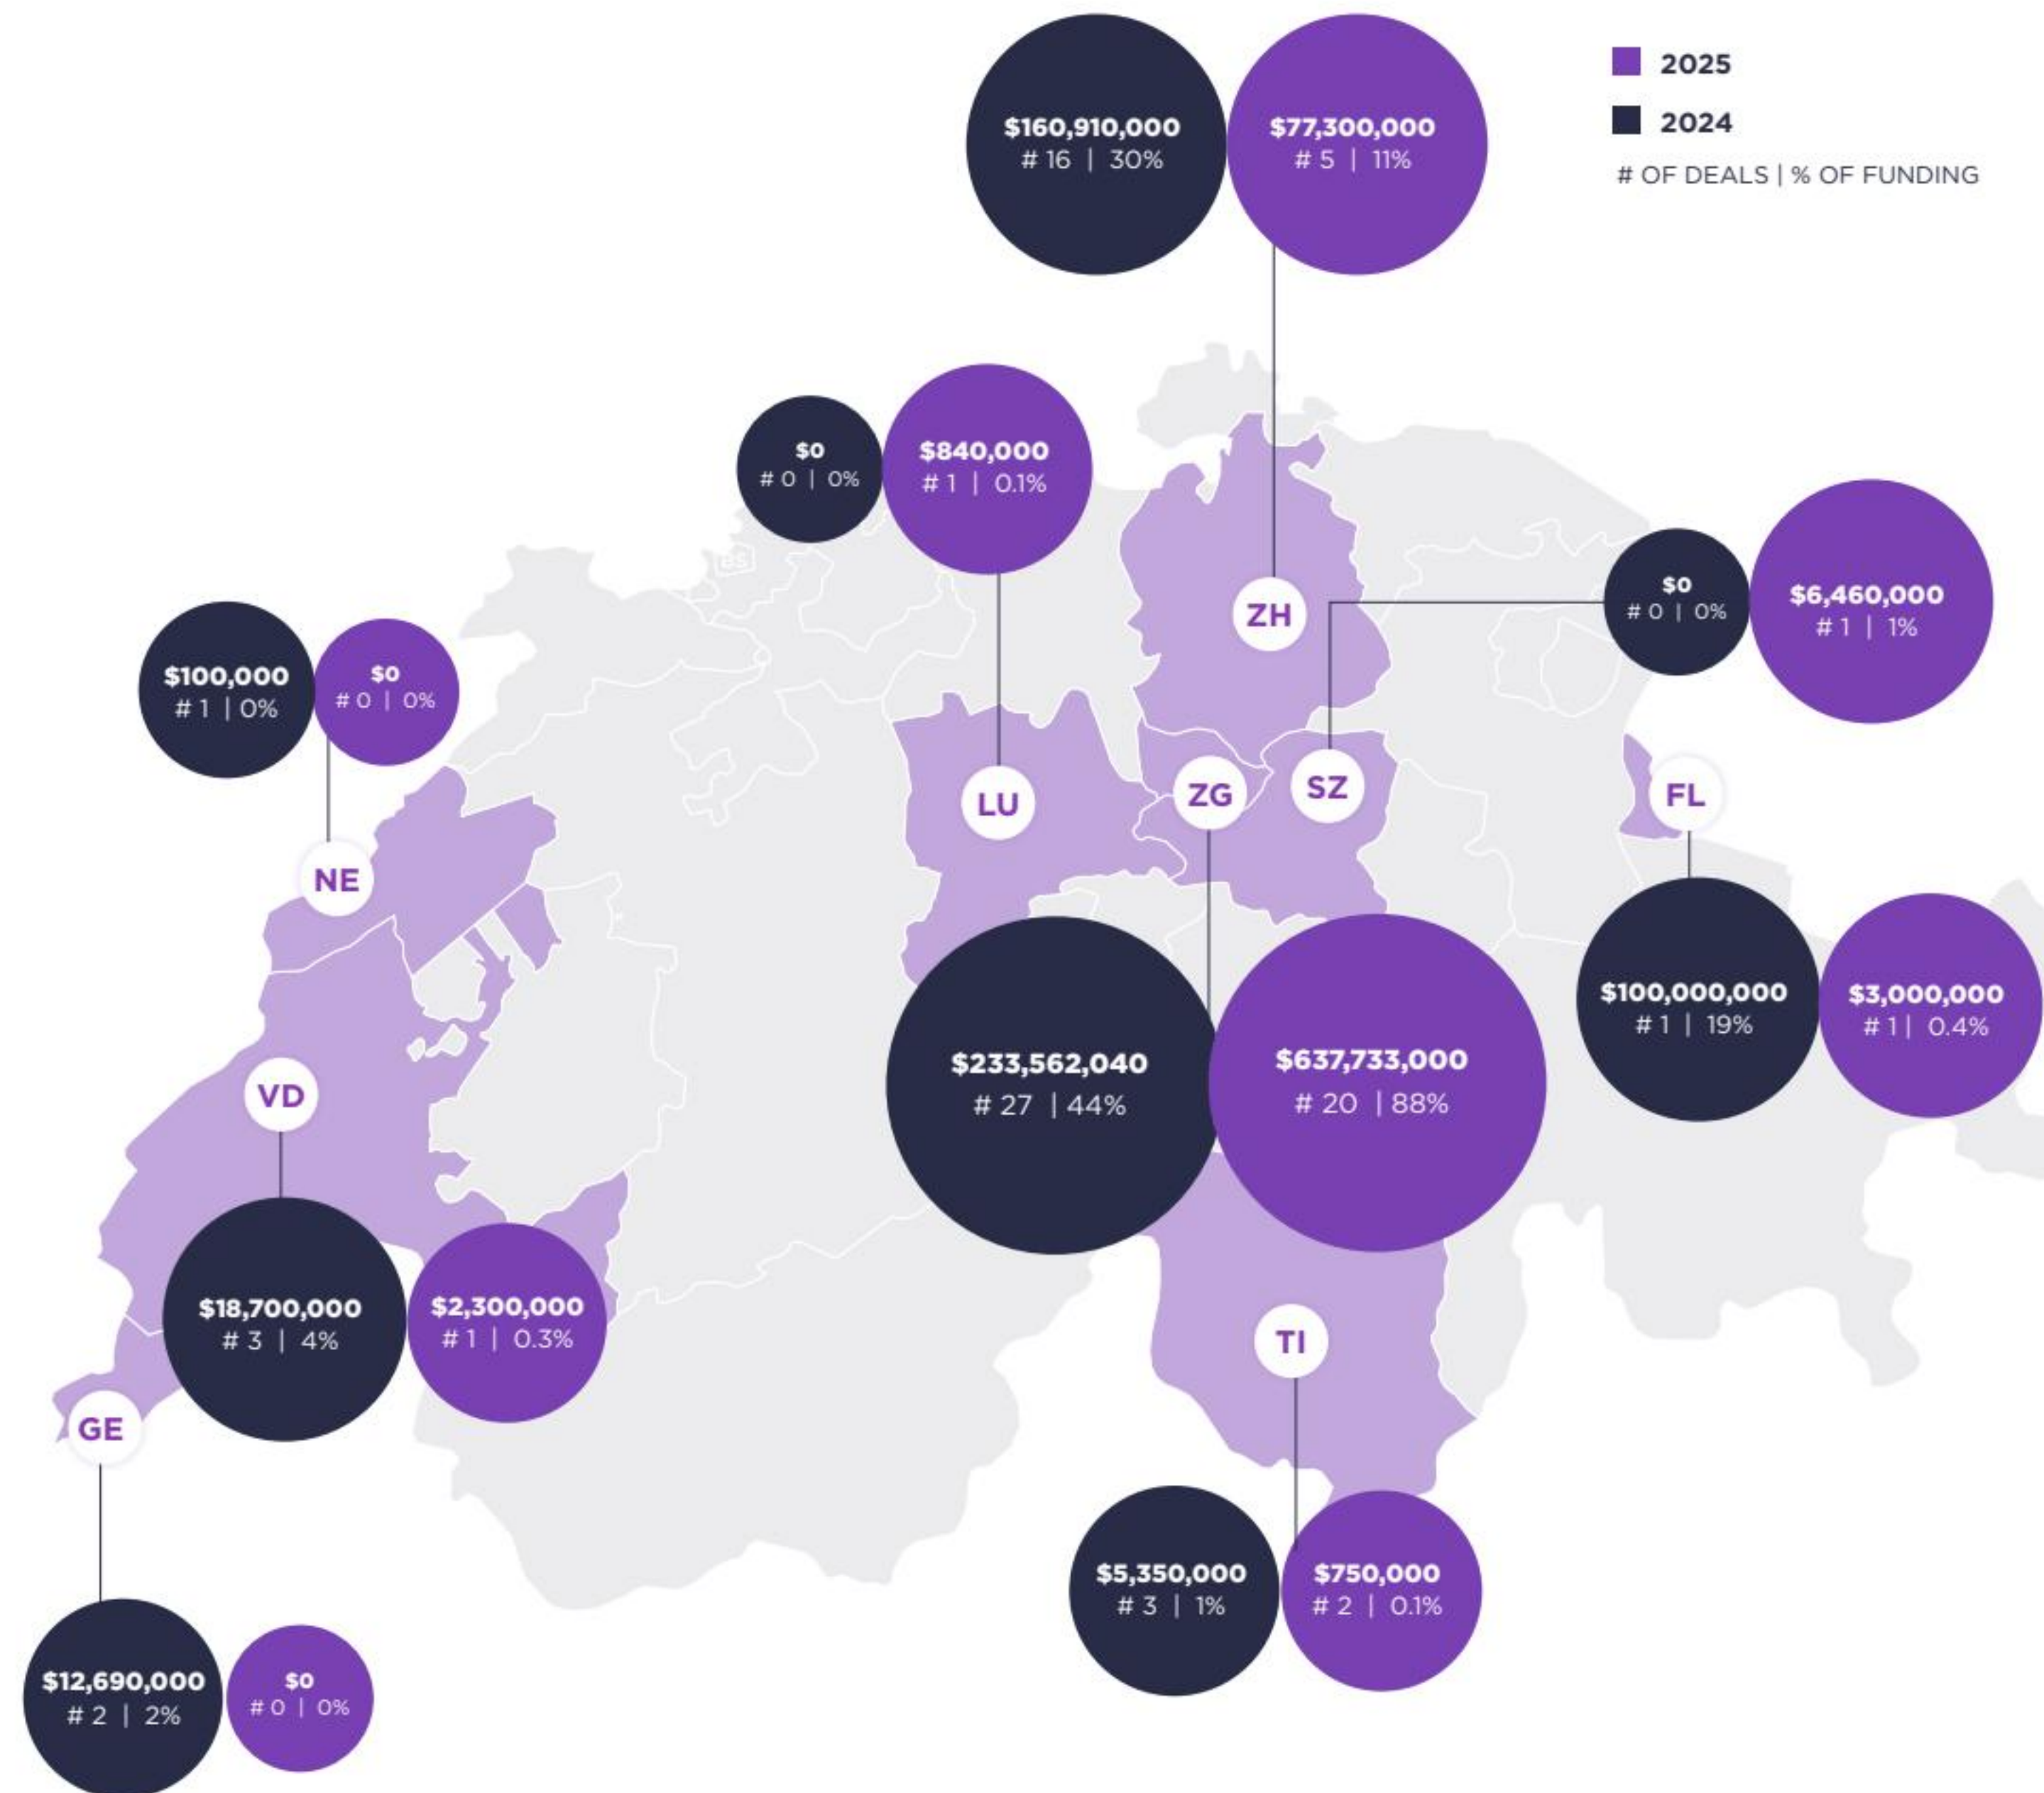 $160,910,000
# 16 | 30%
$77,300,000
# 5 | 11%
2025
2024
# OF DEALS | % OF FUNDING
$0
# 0 | 0%
$840,000
# 1 | 0.1%
BS
$0
# 0 | 0%
$6,460,000
# 1 | 1%
ZH
$100,000
# 1 | 0%
$0
# 0 | 0%
LU
ZG
SZ
FL
NE
$100,000,000
# 1 | 19%
$3,000,000
# 1 | 0.4%
$233,562,040
# 27 | 44%
$637,733,000
# 20 | 88%
VD
$18,700,000
# 3 | 4%
$2,300,000
# 1 | 0.3%
TI
GE
$5,350,000
# 3 | 1%
$750,000
# 2 | 0.1%
$12,690,000
# 2 | 2%
$0
# 0 | 0%